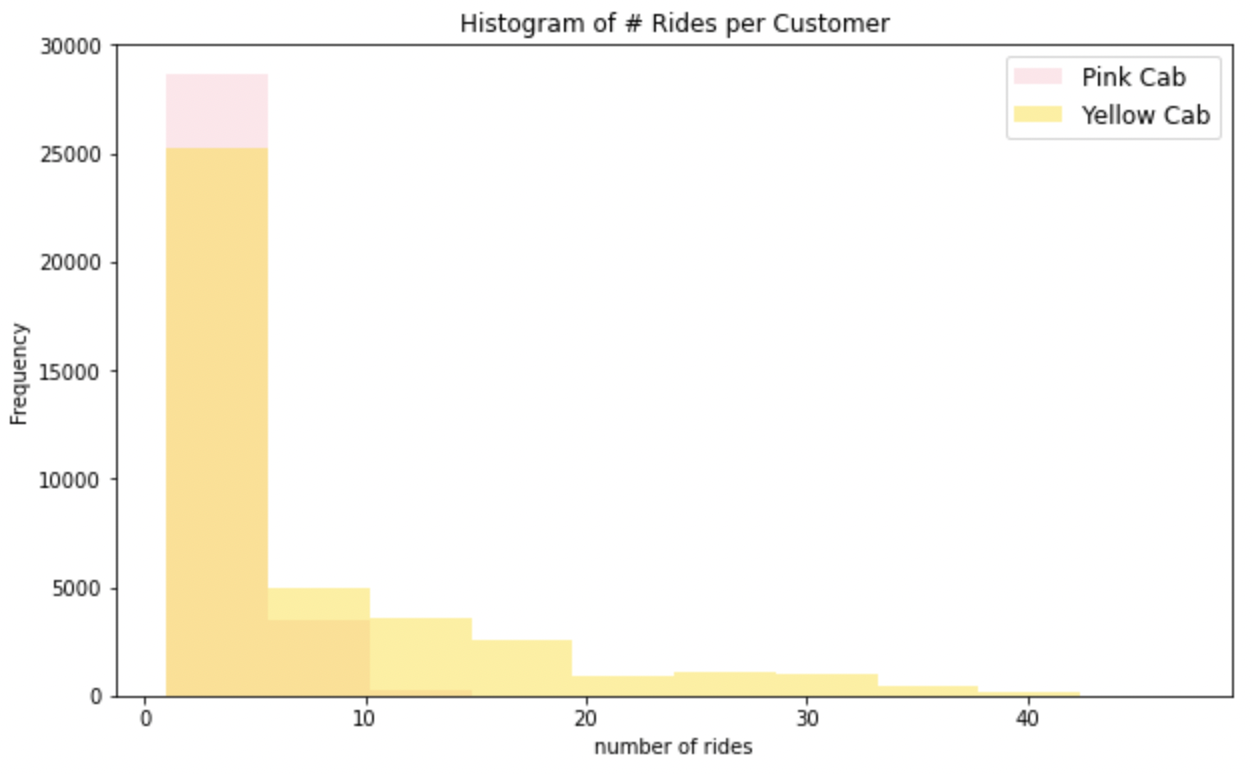 Histogram of # Rides per Customer
Pink Cab
Yellow Cab
30000
25000
20000
15000
10000
5000
0
Frequency
0 10 20 30 40
number of rides